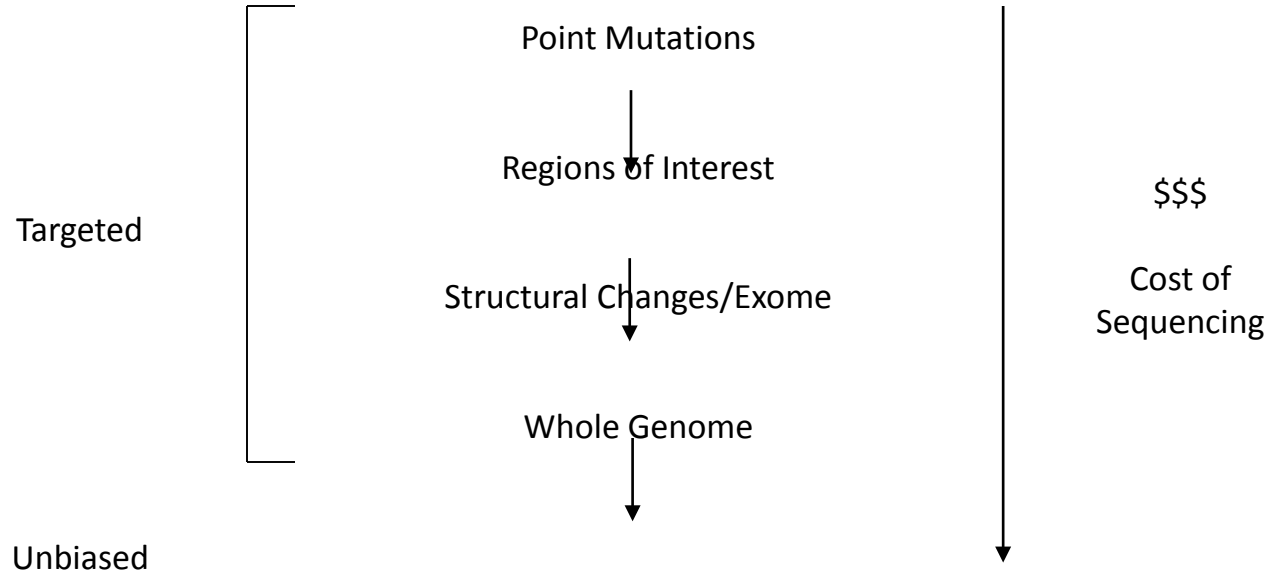 Point Mutations
Regions of Interest
$$$
Targeted
Structural Changes/Exome
Cost of
Sequencing
Whole Genome
Unbiased